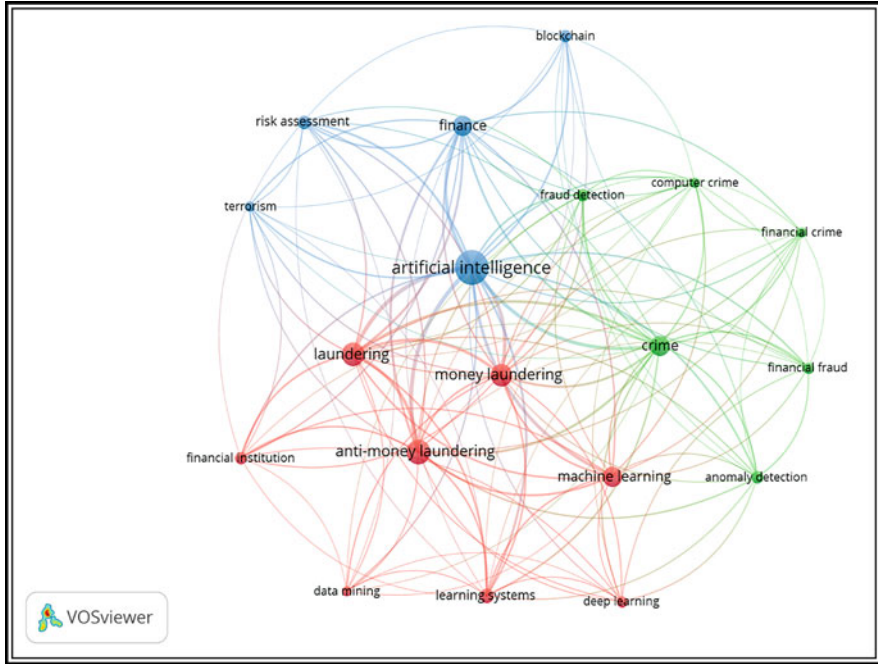 blockchain
risk assessment
finance
computer crime
fraud detection
terrorism
financial crime
artificial intelligence
crime
laundering
financial fraud
money laundering
anti-money laundering
financial institution
machine learning
anomaly detection
data mining
learning systems
deep learning
VOSviewer